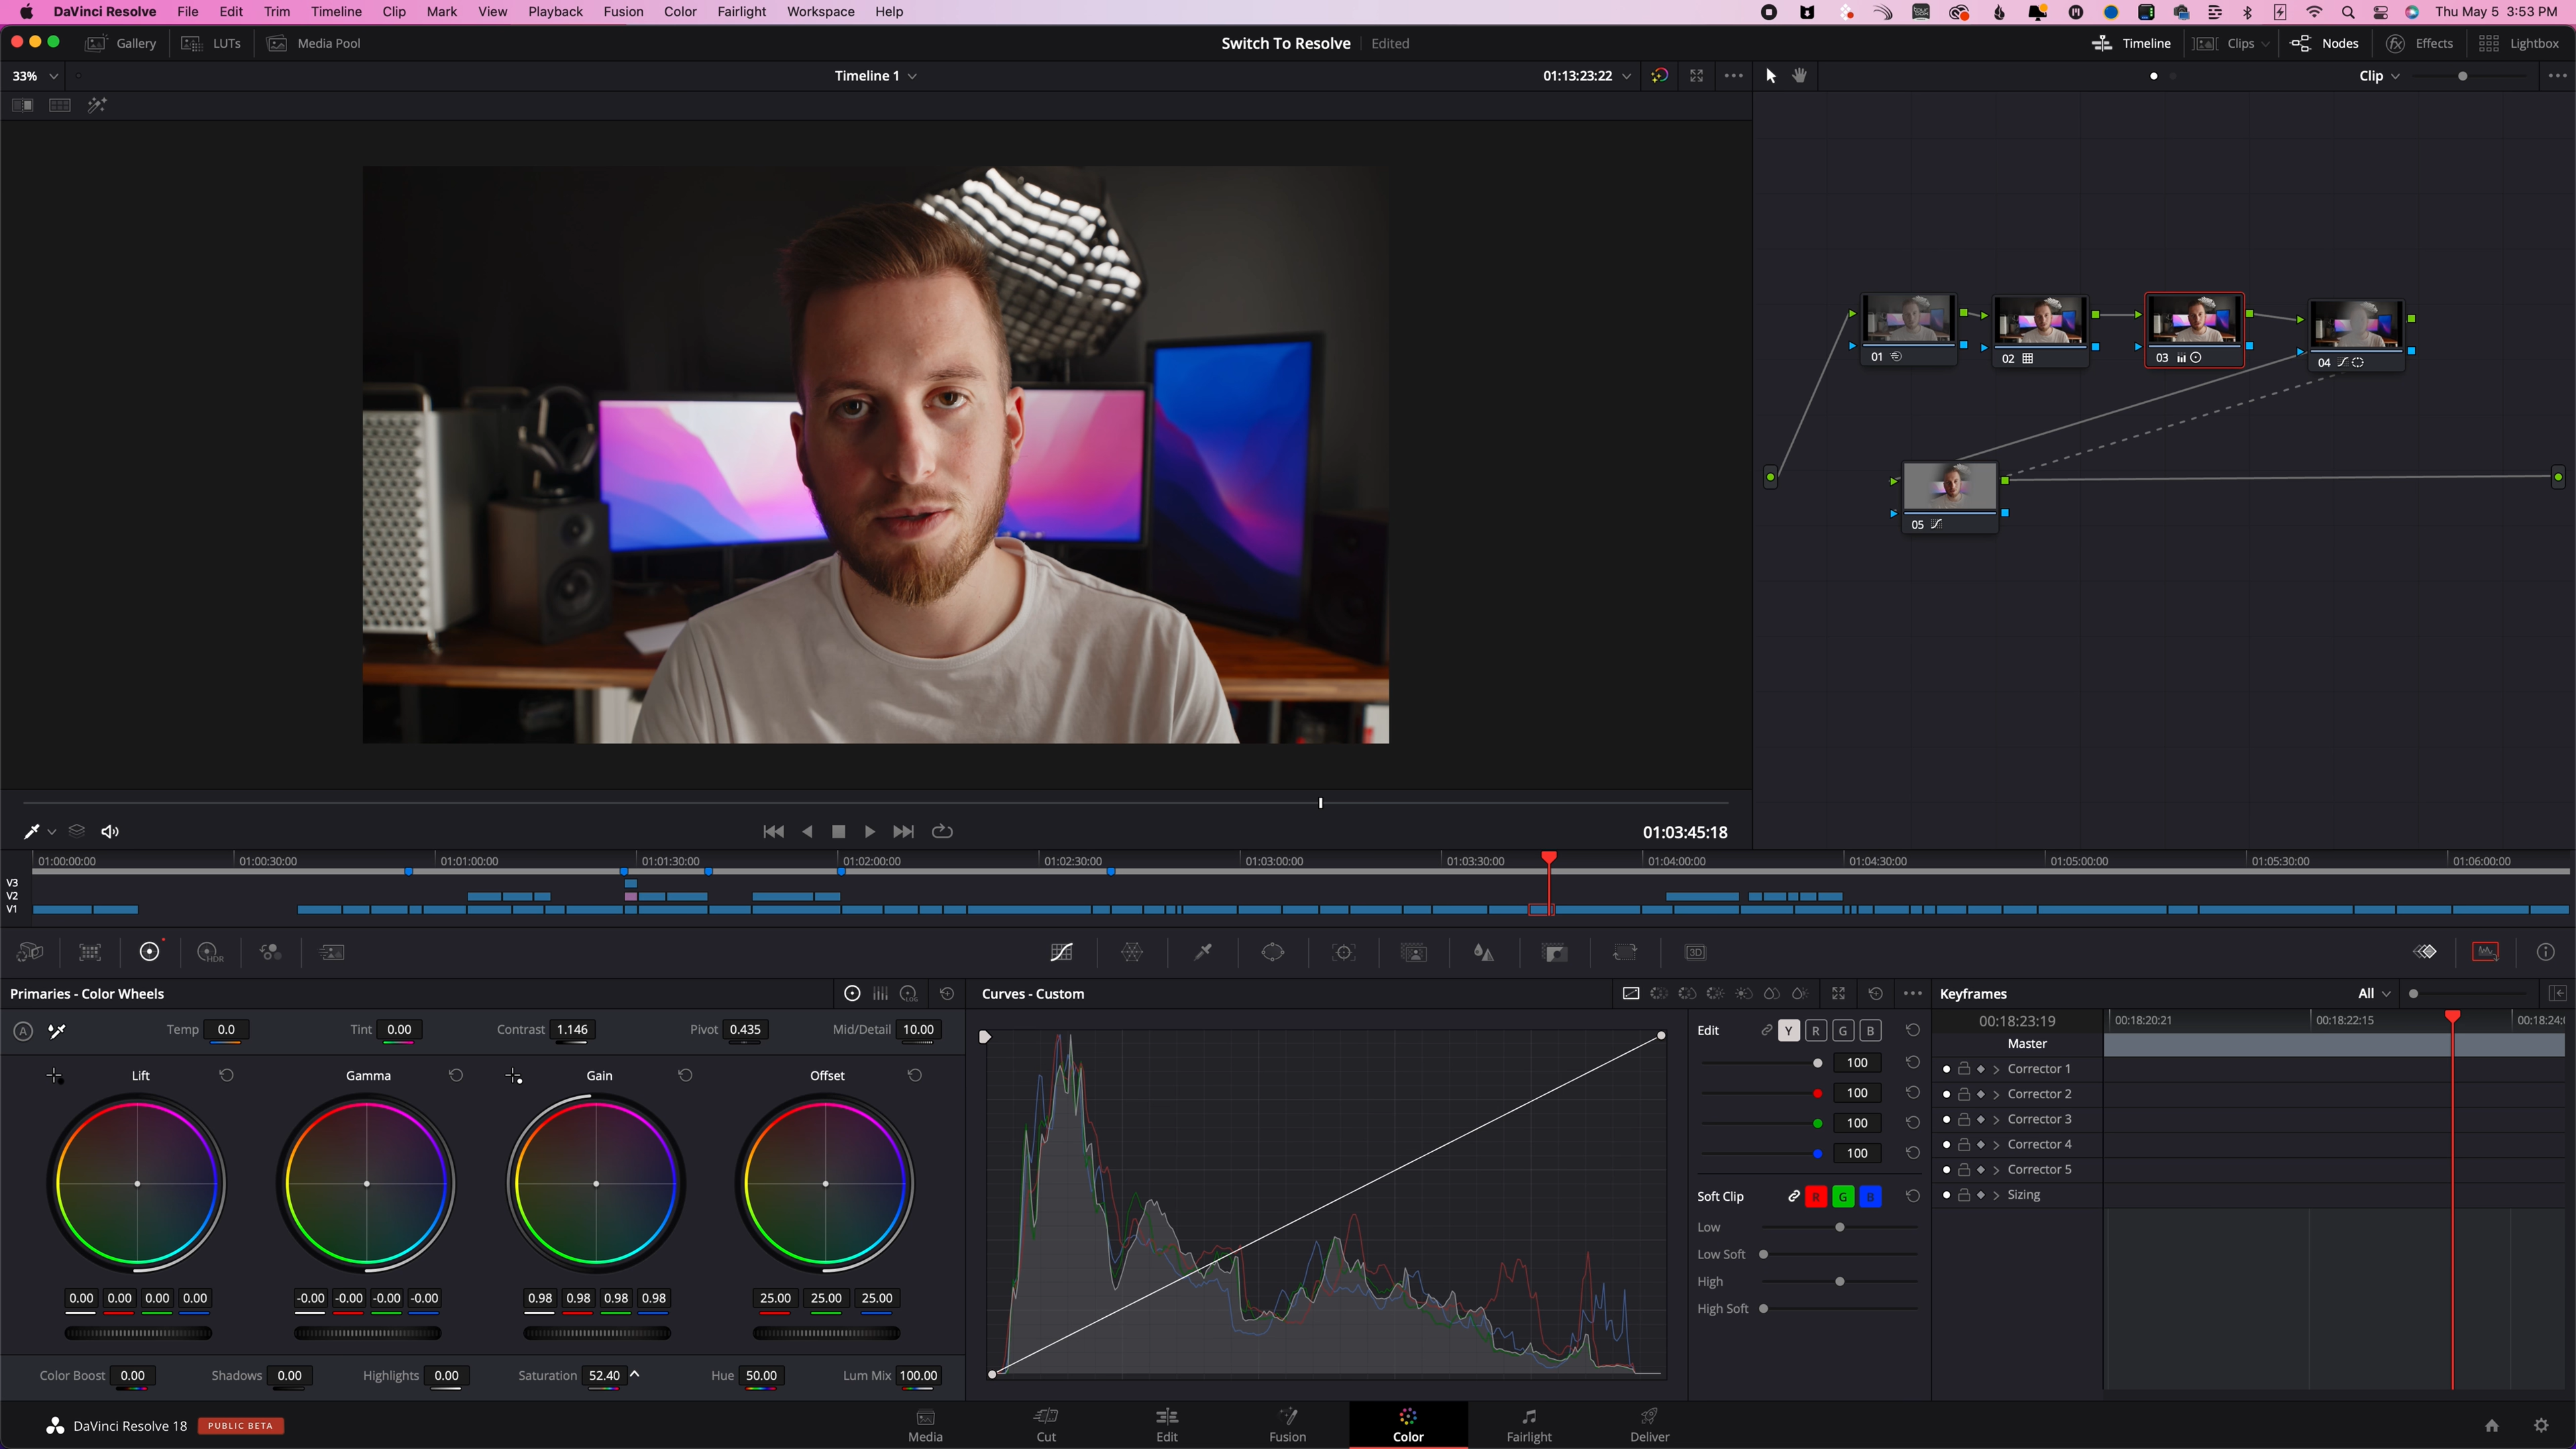 DaVinci Resolve File Edit Trim Timeline Clip Mark View Playback Fusion Color Fairlight Workspace Help Thu May 5 3:53 PM
Gallery LUTs Media Pool Switch To Resolve Edited Timeline Clips Nodes Effects Lightbox
33% Timeline 1 01:13:23:22 Clip
01 02 03 04
05
01:03:45:18
01:00:00:00 01:00:30:00 01:01:00:00 01:01:30:00 01:02:00:00 01:02:30:00 01:03:00:00 01:03:30:00 01:04:00:00 01:04:30:00 01:05:00:00 01:05:30:00 01:06:00:00
V3
V2
V1
HDR 3D
Primaries - Color Wheels LOG Curves - Custom Keyframes All
A Temp 0.0 Tint 0.00 Contrast 1.146 Pivot 0.435 Mid/Detail 10.00
Edit Y R G B
00:18:23:19 00:18:20:21 00:18:22:15
Master
Lift Gamma Gain Offset
100
100
100
100
Corrector 1
Corrector 2
Corrector 3
Corrector 4
Corrector 5
Sizing
Soft Clip R G B
Low
Low Soft
High
High Soft
0.00 0.00 0.00 0.00 -0.00 -0.00 -0.00 -0.00 0.98 0.98 0.98 0.98 25.00 25.00 25.00
Color Boost 0.00 Shadows 0.00 Highlights 0.00 Saturation 52.40 Hue 50.00 Lum Mix 100.00
DaVinci Resolve 18 PUBLIC BETA Media Cut Edit Fusion Color Fairlight Deliver